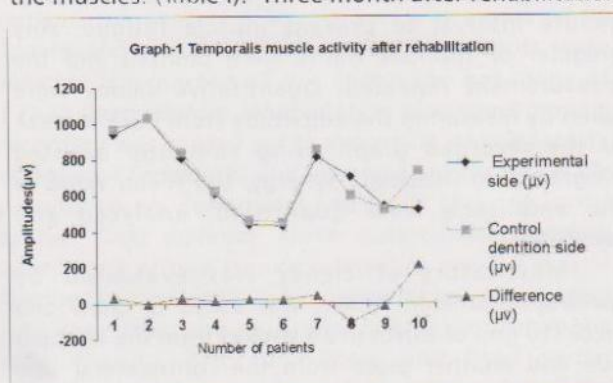 the muscles. (Table I). Three month after rehabilitation
Graph-1 Temporalis muscle activity after rehabilitation
1200
1000
800
600
400
200
0
-200
Amplitudes(µv)
1 2 3 4 5 6 7 8 9 10
Number of patients
Experimental
side (µv)
Control
dentition side
(µv)
Difference
(µv)